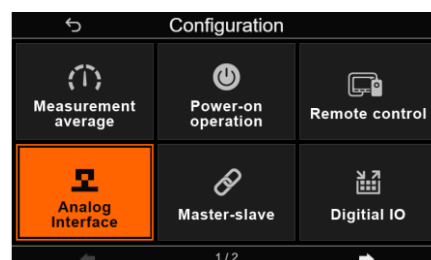 Configuration
Measurement
average
Power-on
operation
Remote control
Analog
Interface
Master-slave
Digitial IO
1/2